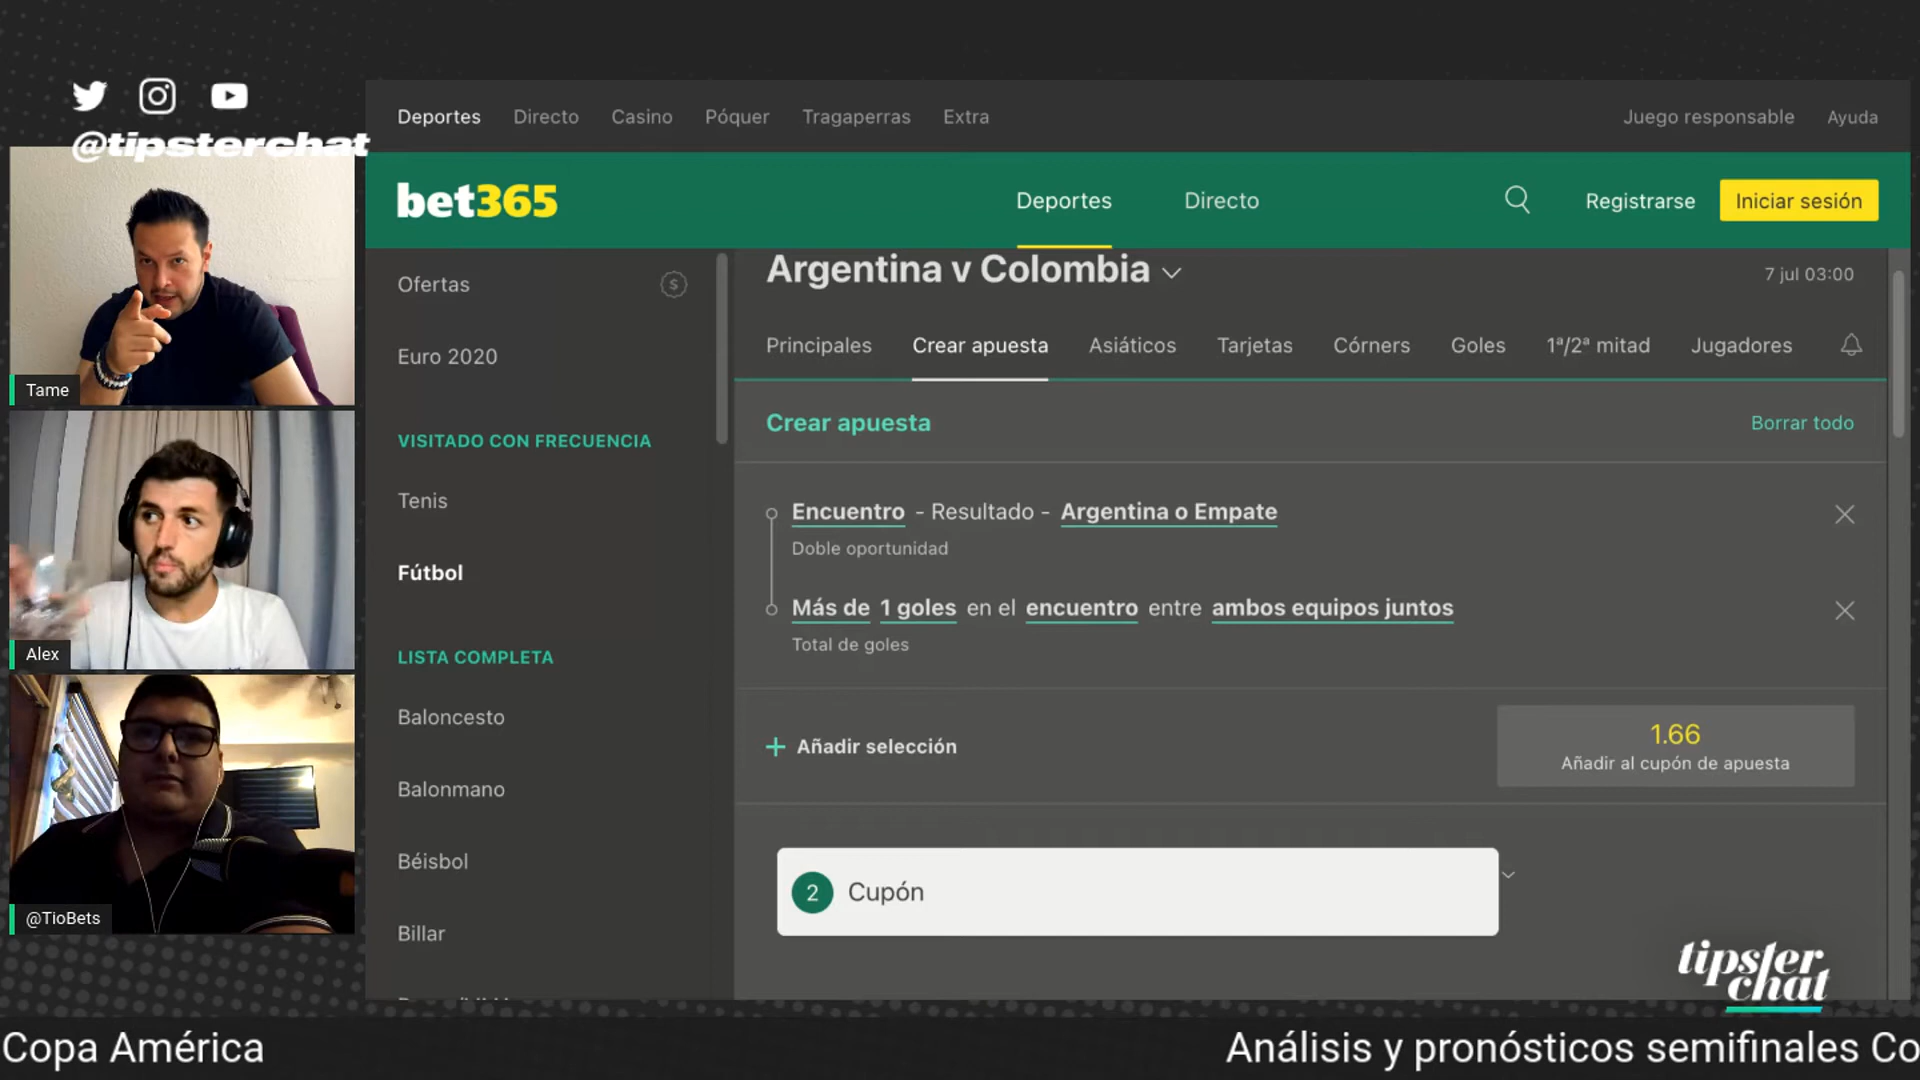 @tipsterchat
Tame
Alex
@TioBets
Deportes Directo Casino Póquer Tragaperras Extra Juego responsable Ayuda
bet365 Deportes Directo Registrarse Iniciar sesión
Ofertas
Euro 2020
VISITADO CON FRECUENCIA
Tenis
Fútbol
LISTA COMPLETA
Baloncesto
Balonmano
Béisbol
Billar
Argentina v Colombia 7 jul 03:00
Principales Crear apuesta Asiáticos Tarjetas Córners Goles 1ª/2ª mitad Jugadores
Crear apuesta Borrar todo
Encuentro - Resultado - Argentina o Empate
Doble oportunidad
Más de 1 goles en el encuentro entre ambos equipos juntos
Total de goles
+ Añadir selección
1.66
Añadir al cupón de apuesta
2 Cupón
tipster
chat
Copa América Análisis y pronósticos semifinales Co